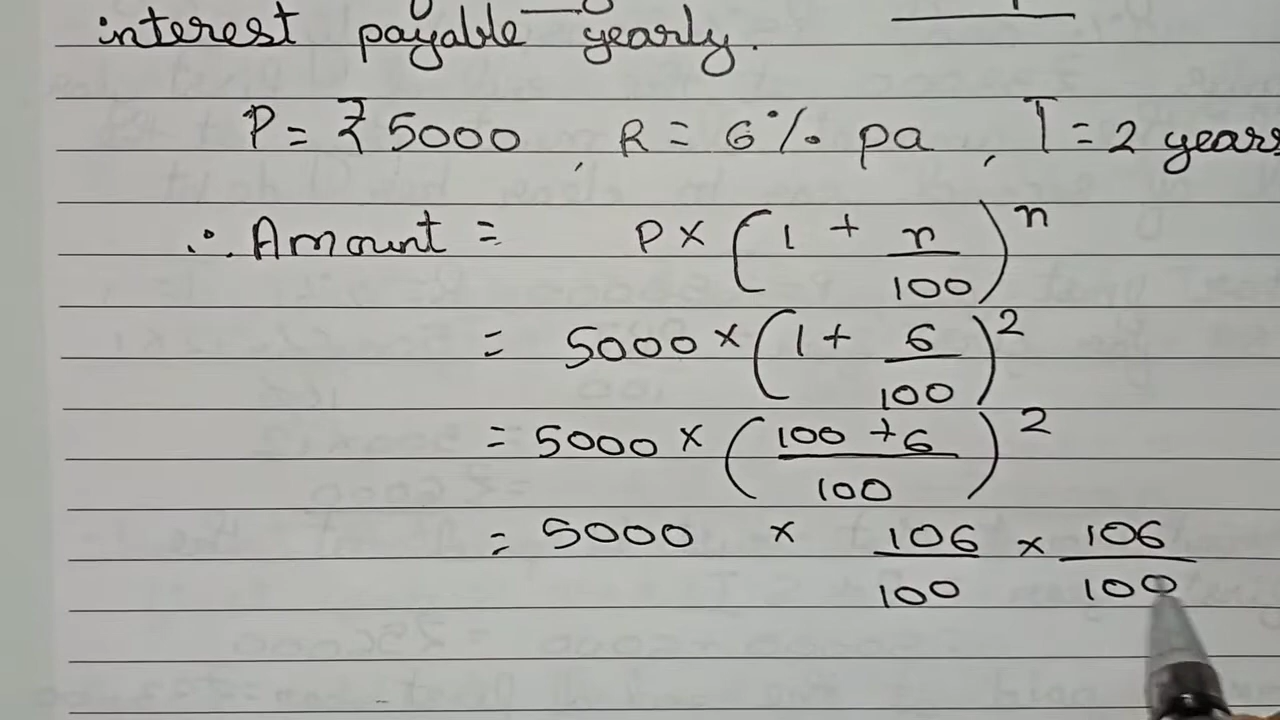 interest payable yearly.
P = ₹ 5000 , R = 6% pa , T = 2 years
∴ Amount = P × (1 + r/100)^n
= 5000 × (1 + 6/100)^2
= 5000 × (100 + 6/100)^2
= 5000 × 106/100 × 106/100